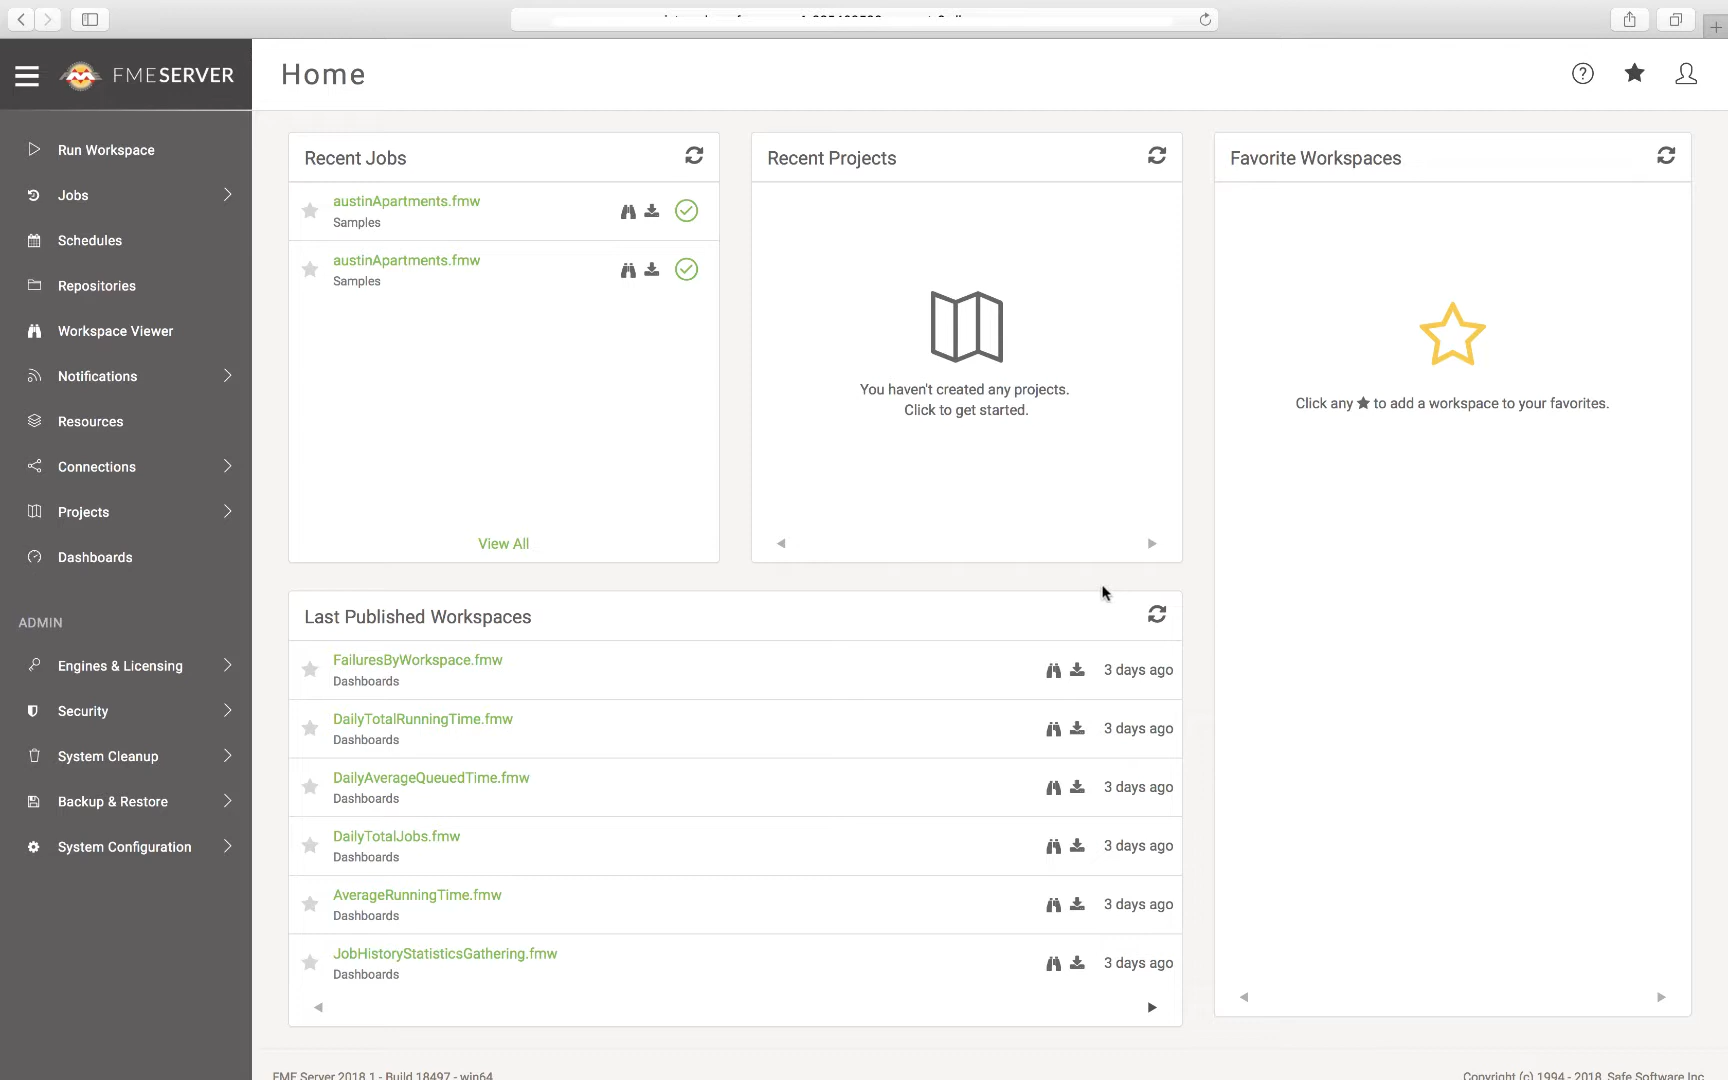 FMESERVER
Home
Run Workspace
Jobs
Schedules
Repositories
Workspace Viewer
Notifications
Resources
Connections
Projects
Dashboards
ADMIN
Engines & Licensing
Security
System Cleanup
Backup & Restore
System Configuration
Recent Jobs
austinApartments.fmw
Samples
austinApartments.fmw
Samples
View All
Recent Projects
You haven't created any projects.
Click to get started.
Favorite Workspaces
Click any ★ to add a workspace to your favorites.
Last Published Workspaces
FailuresByWorkspace.fmw
Dashboards
3 days ago
DailyTotalRunningTime.fmw
Dashboards
3 days ago
DailyAverageQueuedTime.fmw
Dashboards
3 days ago
DailyTotalJobs.fmw
Dashboards
3 days ago
AverageRunningTime.fmw
Dashboards
3 days ago
JobHistoryStatisticsGathering.fmw
Dashboards
3 days ago
FME Server 2018.1 - Build 18497 - win64
Copyright (c) 1994 - 2018, Safe Software Inc.